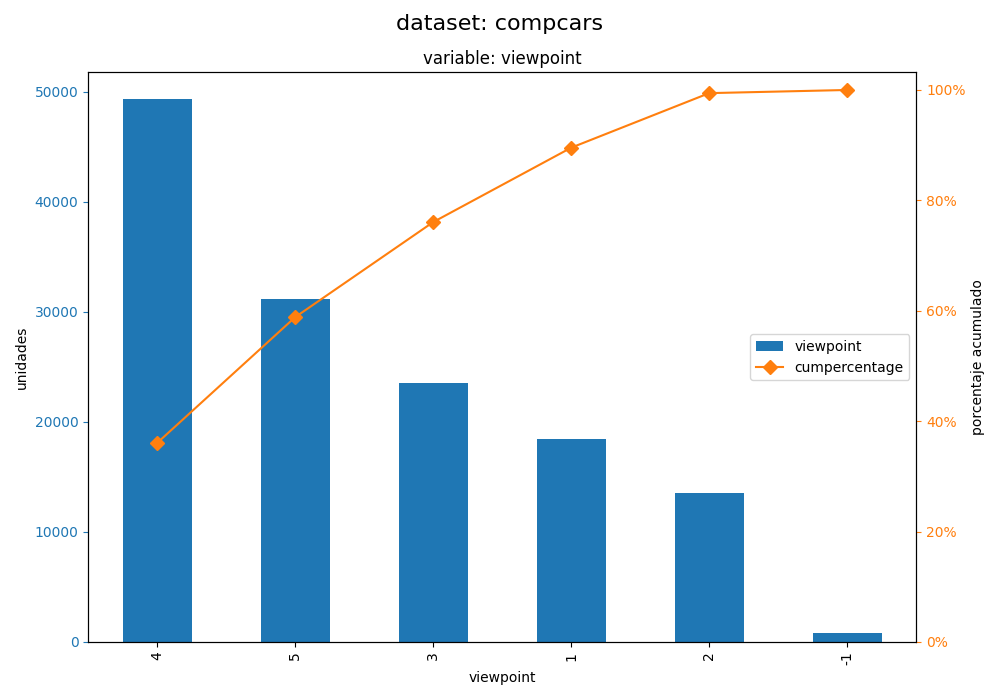 dataset: compcars
variable: viewpoint
unidades
50000
40000
30000
20000
10000
0
100%
80%
60%
40%
20%
0%
porcentaje acumulado
viewpoint
cumpercentage
4
5
3
1
2
-1
viewpoint